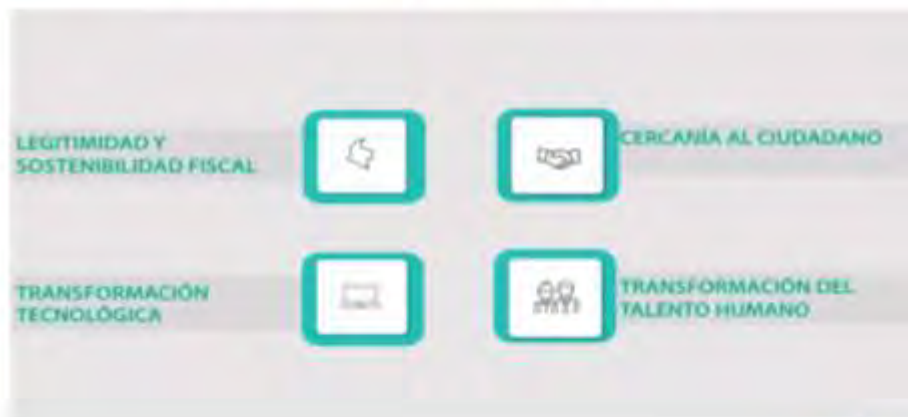 LEGITIMIDAD Y
SOSTENIBILIDAD FISCAL
CERCANÍA AL CIUDADANO
TRANSFORMACIÓN
TECNOLÓGICA
TRANSFORMACIÓN DEL
TALENTO HUMANO